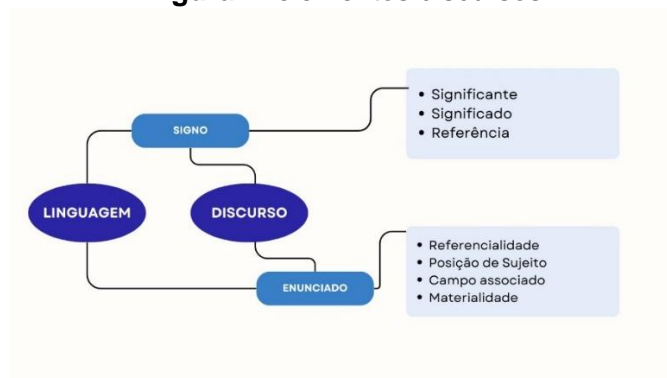 SIGNO
• Significante
• Significado
• Referência
LINGUAGEM
DISCURSO
ENUNCIADO
• Referencialidade
• Posição de Sujeito
• Campo associado
• Materialidade